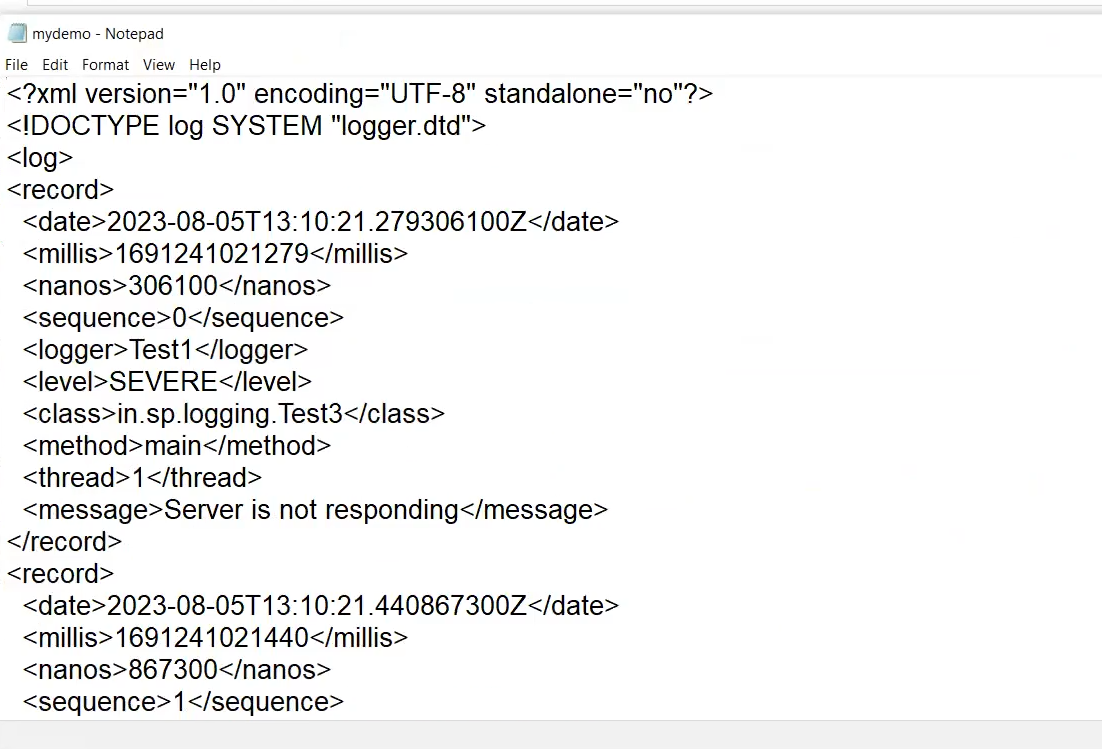 mydemo - Notepad
File Edit Format View Help
<?xml version="1.0" encoding="UTF-8" standalone="no"?>
<!DOCTYPE log SYSTEM "logger.dtd">
<log>
<record>
  <date>2023-08-05T13:10:21.279306100Z</date>
  <millis>1691241021279</millis>
  <nanos>306100</nanos>
  <sequence>0</sequence>
  <logger>Test1</logger>
  <level>SEVERE</level>
  <class>in.sp.logging.Test3</class>
  <method>main</method>
  <thread>1</thread>
  <message>Server is not responding</message>
</record>
<record>
  <date>2023-08-05T13:10:21.440867300Z</date>
  <millis>1691241021440</millis>
  <nanos>867300</nanos>
  <sequence>1</sequence>